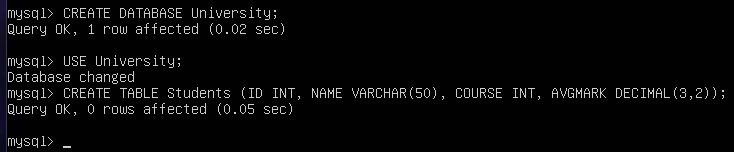 mysql> CREATE DATABASE University;
Query OK, 1 row affected (0.02 sec)
mysql> USE University;
Database changed
mysql> CREATE TABLE Students (ID INT, NAME VARCHAR(50), COURSE INT, AVGMARK DECIMAL(3,2));
Query OK, 0 rows affected (0.05 sec)
mysql> _